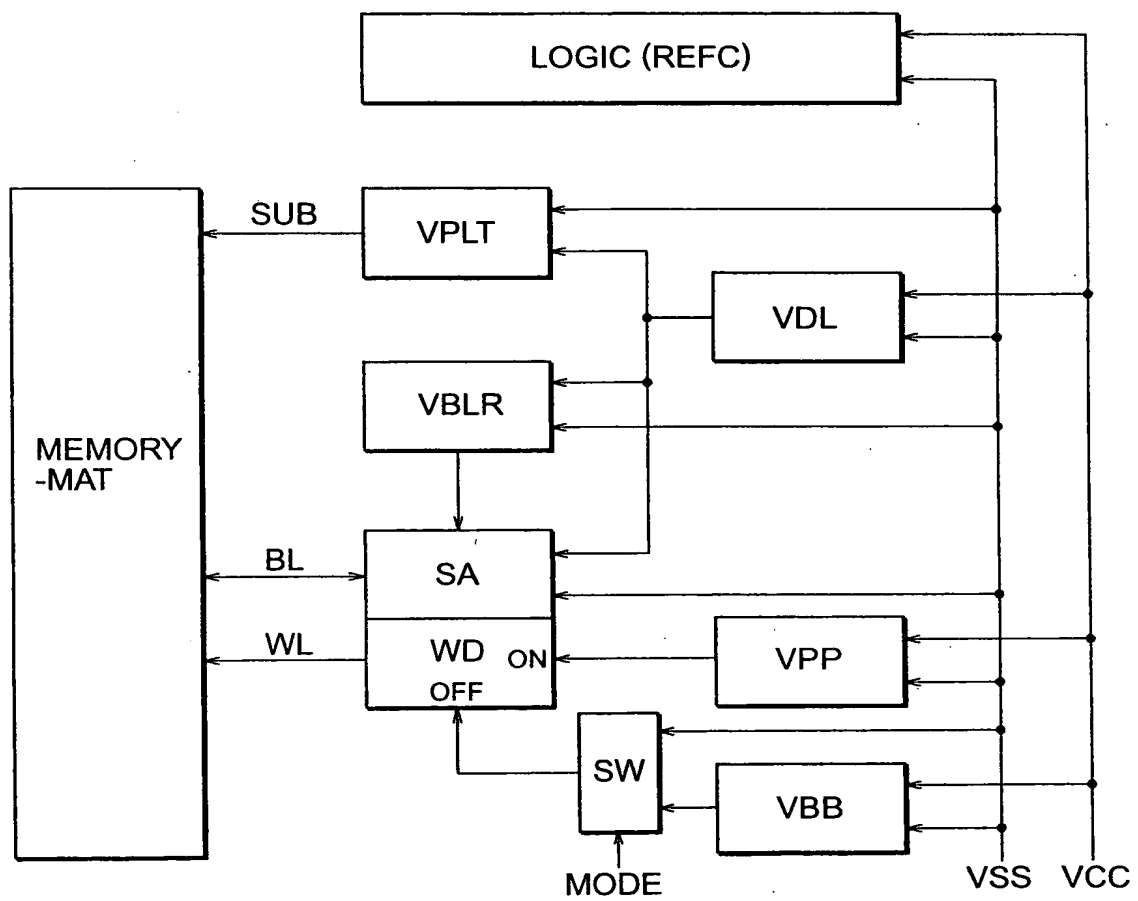 LOGIC (REFC)
SUB
VPLT
VDL
VBLR
MEMORY
-MAT
BL
SA
WL
WD
ON
OFF
VPP
SW
VBB
MODE
VSS
VCC